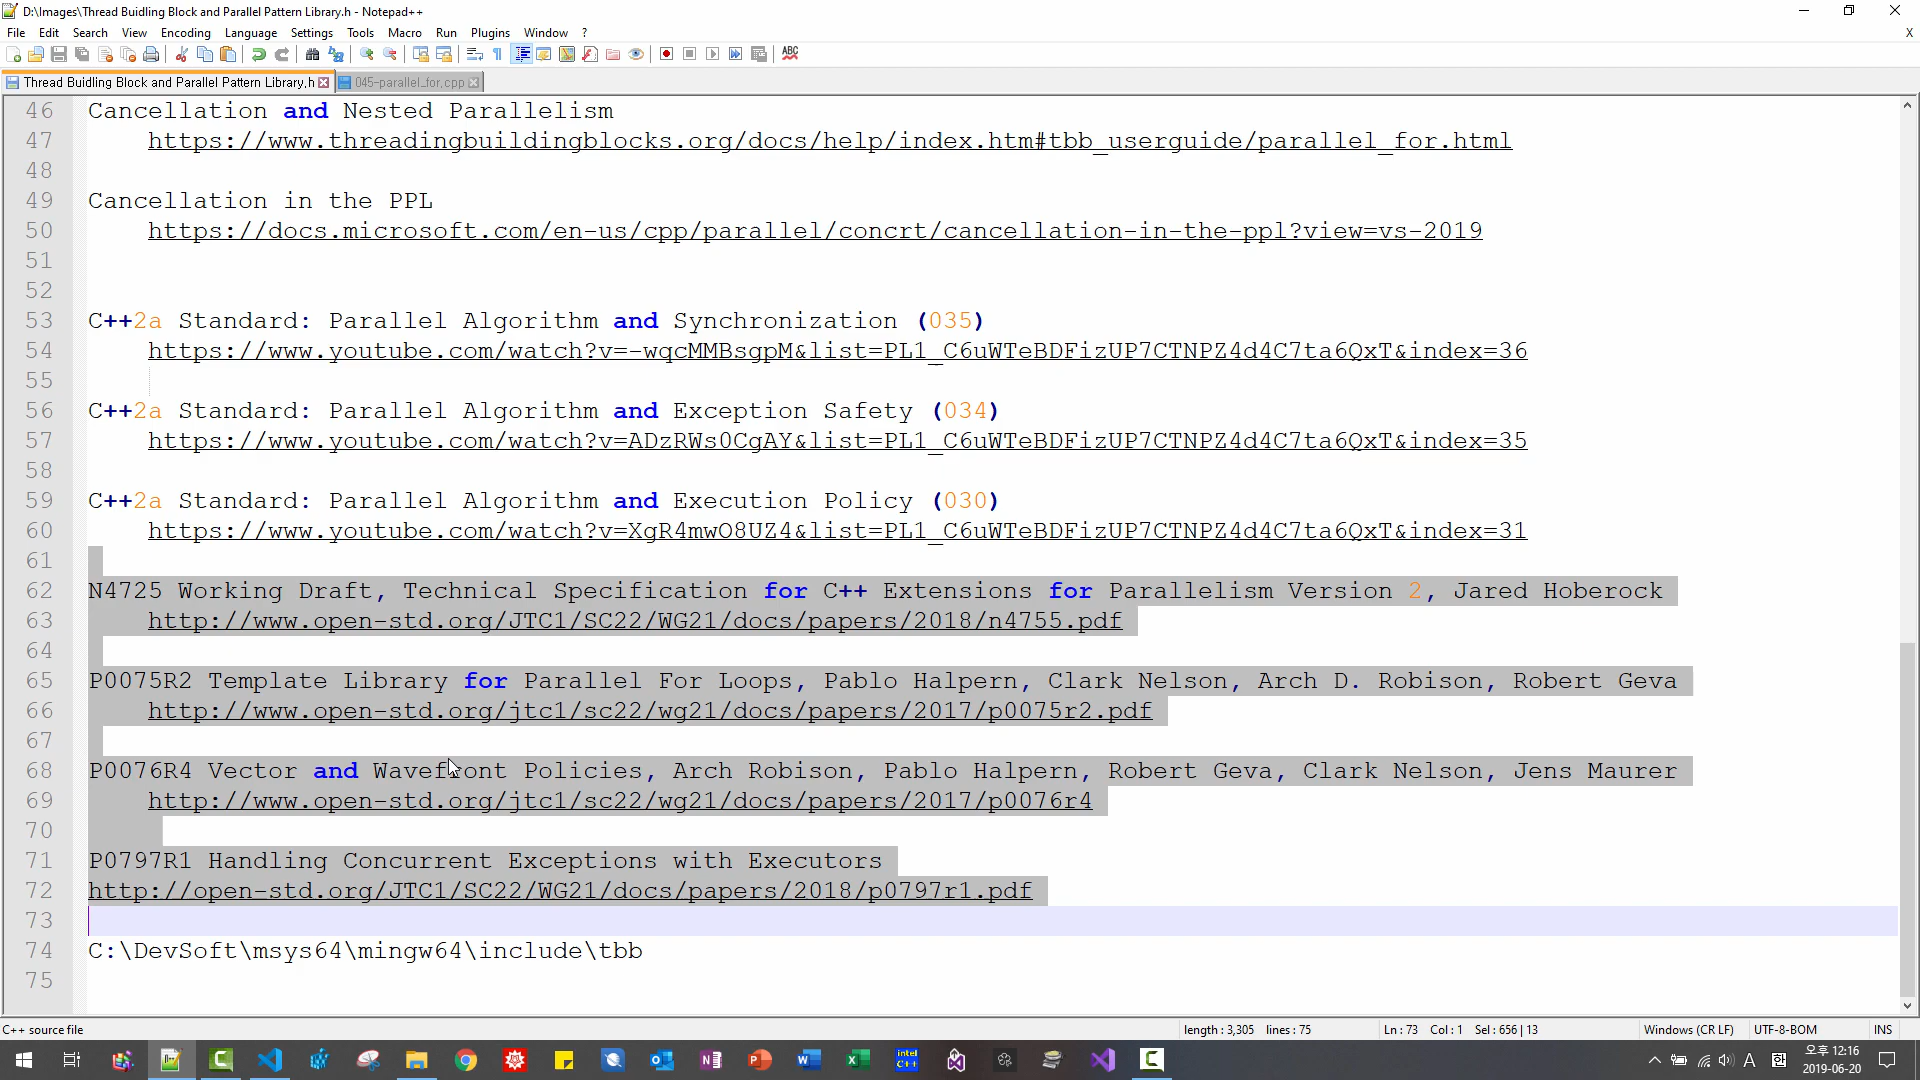 D:\Images\Thread Buidling Block and Parallel Pattern Library.h - Notepad++
File Edit Search View Encoding Language Settings Tools Macro Run Plugins Window ? X
ABC
Thread Buidling Block and Parallel Pattern Library.h 045-parallel_for.cpp
46 Cancellation and Nested Parallelism
47 https://www.threadingbuildingblocks.org/docs/help/index.htm#tbb_userguide/parallel_for.html
48
49 Cancellation in the PPL
50 https://docs.microsoft.com/en-us/cpp/parallel/concrt/cancellation-in-the-ppl?view=vs-2019
51
52
53 C++2a Standard: Parallel Algorithm and Synchronization (035)
54 https://www.youtube.com/watch?v=-wqcMMBsgpM&list=PL1_C6uWTeBDFizUP7CTNPZ4d4C7ta6QxT&index=36
55
56 C++2a Standard: Parallel Algorithm and Exception Safety (034)
57 https://www.youtube.com/watch?v=ADzRWs0CgAY&list=PL1_C6uWTeBDFizUP7CTNPZ4d4C7ta6QxT&index=35
58
59 C++2a Standard: Parallel Algorithm and Execution Policy (030)
60 https://www.youtube.com/watch?v=XgR4mwO8UZ4&list=PL1_C6uWTeBDFizUP7CTNPZ4d4C7ta6QxT&index=31
61
62 N4725 Working Draft, Technical Specification for C++ Extensions for Parallelism Version 2, Jared Hoberock
63 http://www.open-std.org/JTC1/SC22/WG21/docs/papers/2018/n4755.pdf
64
65 P0075R2 Template Library for Parallel For Loops, Pablo Halpern, Clark Nelson, Arch D. Robison, Robert Geva
66 http://www.open-std.org/jtc1/sc22/wg21/docs/papers/2017/p0075r2.pdf
67
68 P0076R4 Vector and Wavefront Policies, Arch Robison, Pablo Halpern, Robert Geva, Clark Nelson, Jens Maurer
69 http://www.open-std.org/jtc1/sc22/wg21/docs/papers/2017/p0076r4
70
71 P0797R1 Handling Concurrent Exceptions with Executors
72 http://open-std.org/JTC1/SC22/WG21/docs/papers/2018/p0797r1.pdf
73
74 C:\DevSoft\msys64\mingw64\include\tbb
75
C++ source file length : 3,305 lines : 75 Ln : 73 Col : 1 Sel : 656 | 13 Windows (CR LF) UTF-8-BOM INS
intel C++ A 오후 12:16
2019-06-20